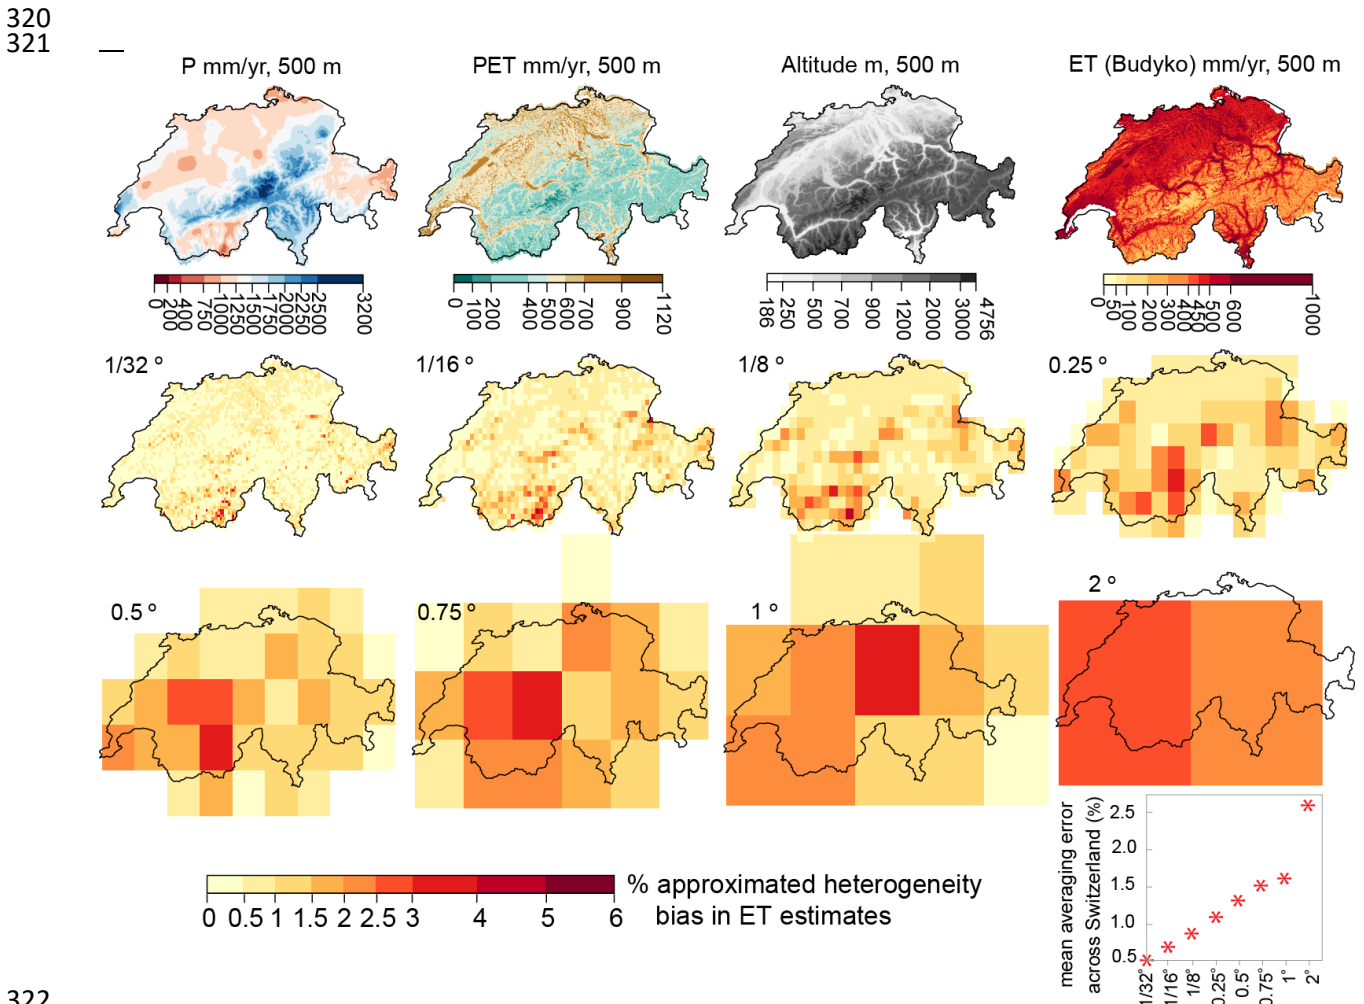 320
321
P mm/yr, 500 m
PET mm/yr, 500 m
Altitude m, 500 m
ET (Budyko) mm/yr, 500 m
0 200 400 750 1000 1250 1500 1750 2000 2500 3200
0 100 200 400 500 600 700 900 1120
186 250 500 700 900 1200 2000 3000 4756
0 50 100 200 300 400 450 500 600 1000
1/32 °
1/16 °
1/8 °
0.25 °
0.5 °
0.75 °
1 °
2 °
0 0.5 1 1.5 2 2.5 3 4 5 6
% approximated heterogeneity
bias in ET estimates
mean averaging error
across Switzerland (%)
2.5
2.0
1.5
1.0
0.5
1/32° 1/16° 1/8° 0.25° 0.5° 0.75° 1° 2°
322